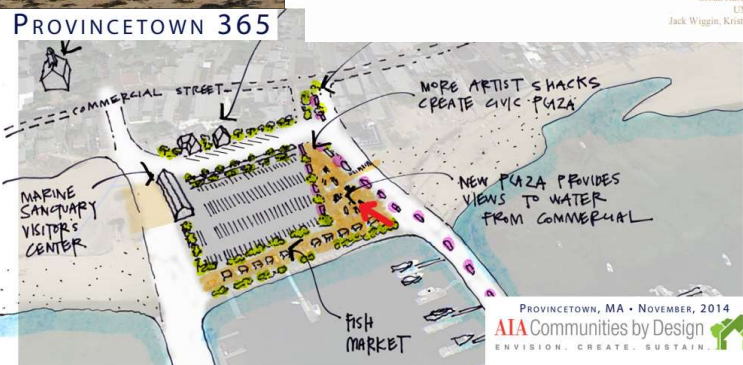 PROVINCETOWN 365
Jack Wiggin, Krist
COMMERCIAL STREET
MORE ARTIST SHACKS
CREATE CIVIC PLAZA
MARINE
SANCTUARY
VISITOR'S
CENTER
NEW PLAZA PROVIDES
VIEWS TO WATER
FROM COMMERCIAL
FISH
MARKET
PROVINCETOWN, MA • NOVEMBER, 2014
AIA Communities by Design
ENVISION. CREATE. SUSTAIN.